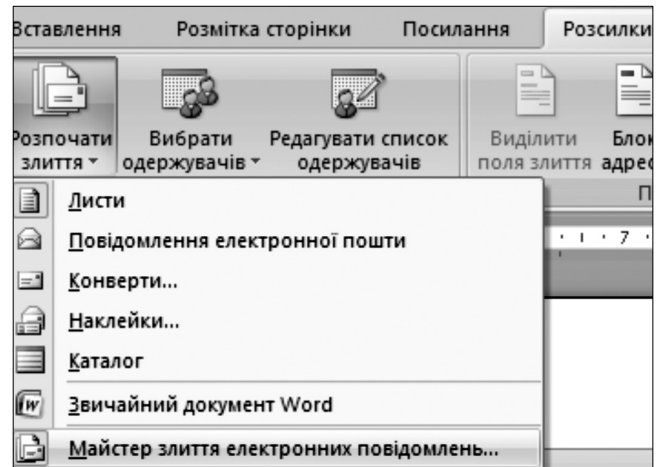 Вставлення Розмітка сторінки Посилання Розсилки
Розпочати злиття
Вибрати одержувачів
Редагувати список одержувачів
Виділити поля злиття
Листи
Повідомлення електронної пошти
Конверти...
Наклейки...
Каталог
Звичайний документ Word
Майстер злиття електронних повідомлень...